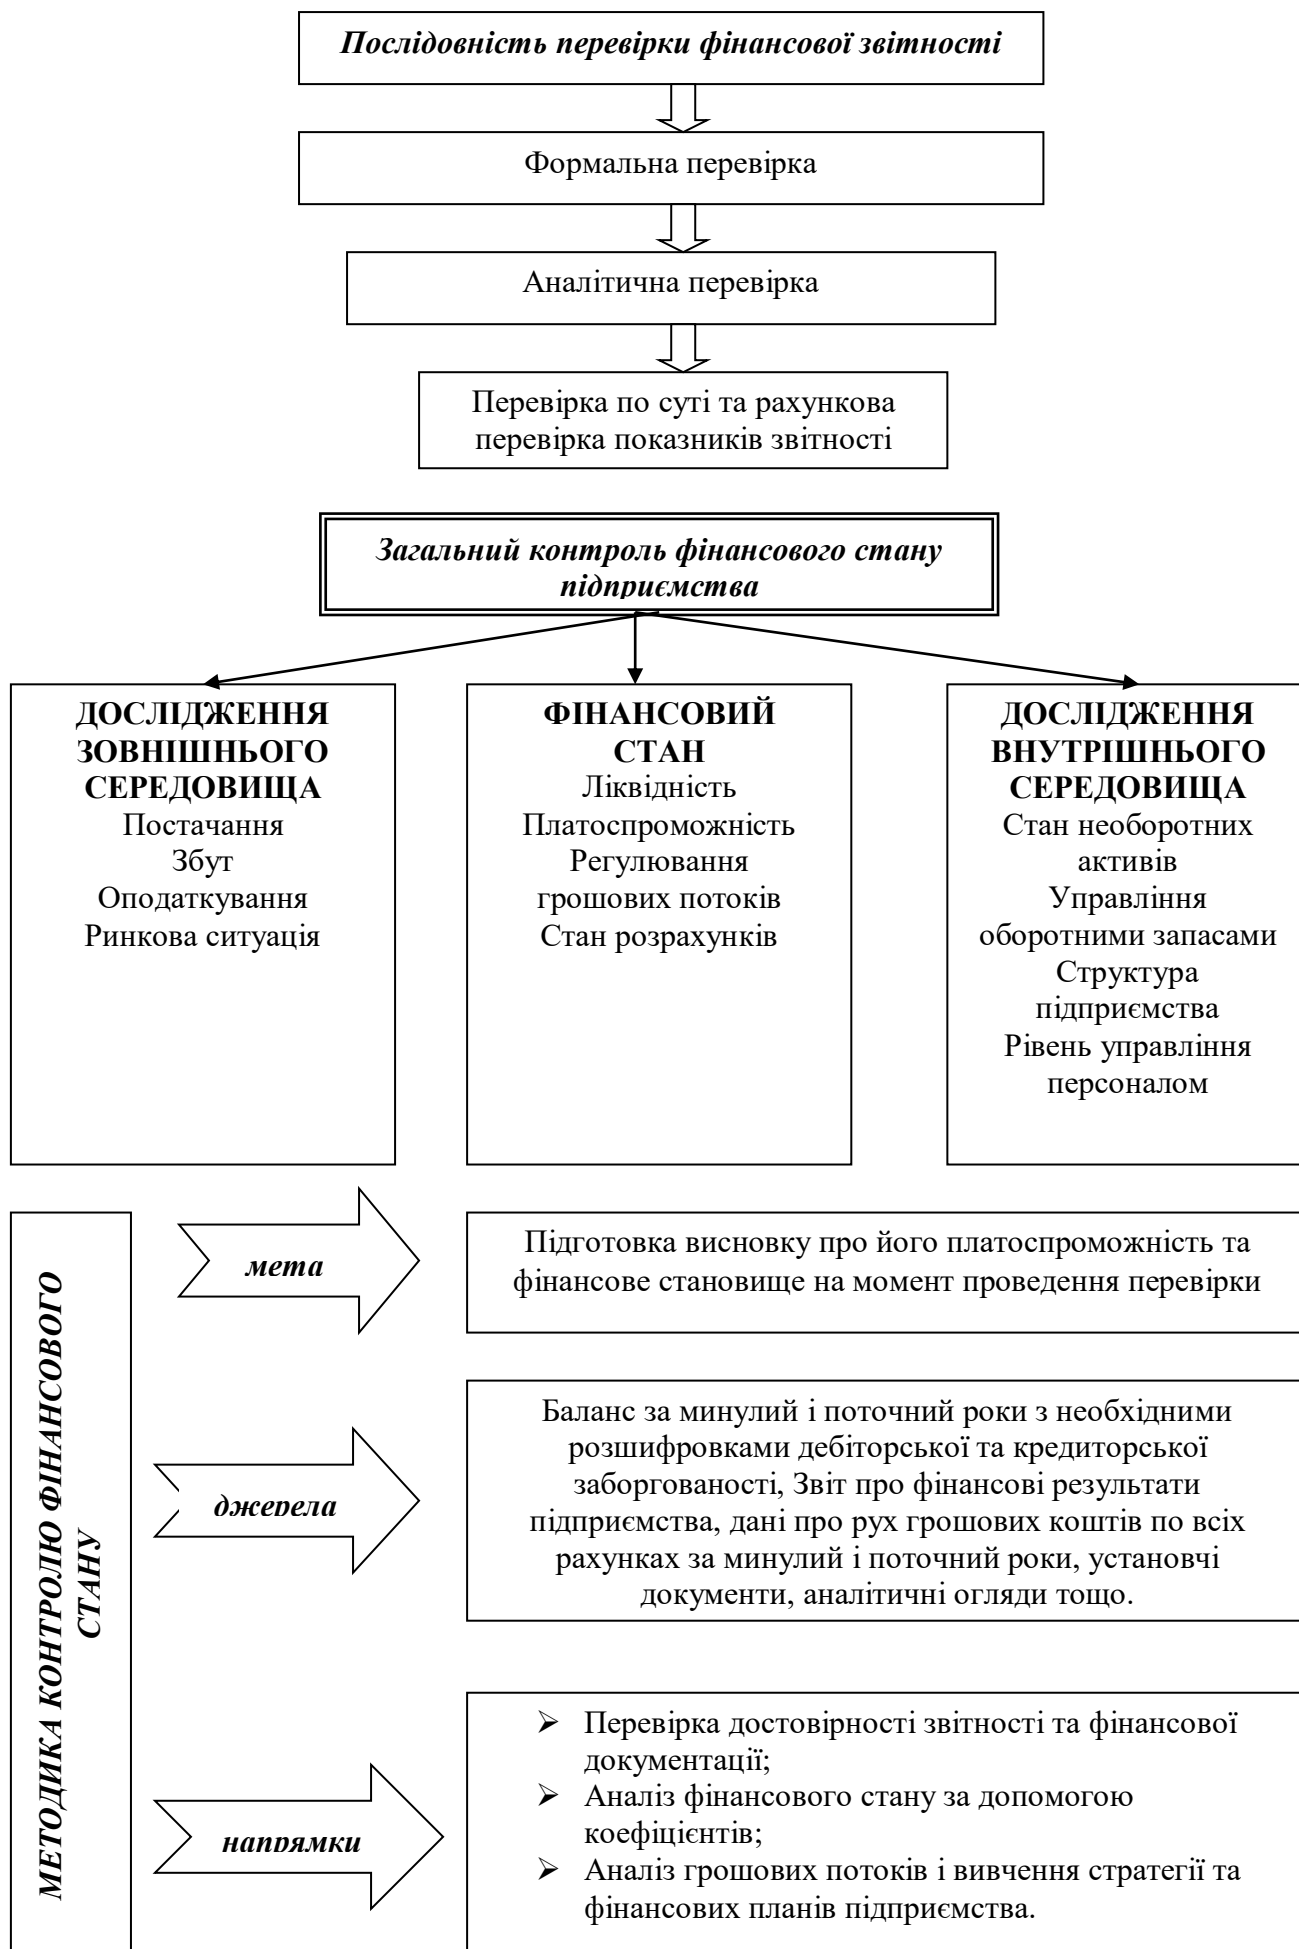 Послідовність перевірки фінансової звітності
Формальна перевірка
Аналітична перевірка
Перевірка по суті та рахункова
перевірка показників звітності
Загальний контроль фінансового стану
підприємства
ДОСЛІДЖЕННЯ
ЗОВНІШНЬОГО
СЕРЕДОВИЩА
Постачання
Збут
Оподаткування
Ринкова ситуація
ФІНАНСОВИЙ
СТАН
Ліквідність
Платоспроможність
Регулювання
грошових потоків
Стан розрахунків
ДОСЛІДЖЕННЯ
ВНУТРІШНЬОГО
СЕРЕДОВИЩА
Стан необоротних
активів
Управління
оборотними запасами
Структура
підприємства
Рівень управління
персоналом
МЕТОДИКА КОНТРОЛЮ ФІНАНСОВОГО
СТАНУ
мета
Підготовка висновку про його платоспроможність та
фінансове становище на момент проведення перевірки
джерела
Баланс за минулий і поточний роки з необхідними
розшифровками дебіторської та кредиторської
заборгованості, Звіт про фінансові результати
підприємства, дані про рух грошових коштів по всіх
рахунках за минулий і поточний роки, установчі
документи, аналітичні огляди тощо.
напрямки
➢ Перевірка достовірності звітності та фінансової
документації;
➢ Аналіз фінансового стану за допомогою
коефіцієнтів;
➢ Аналіз грошових потоків і вивчення стратегії та
фінансових планів підприємства.